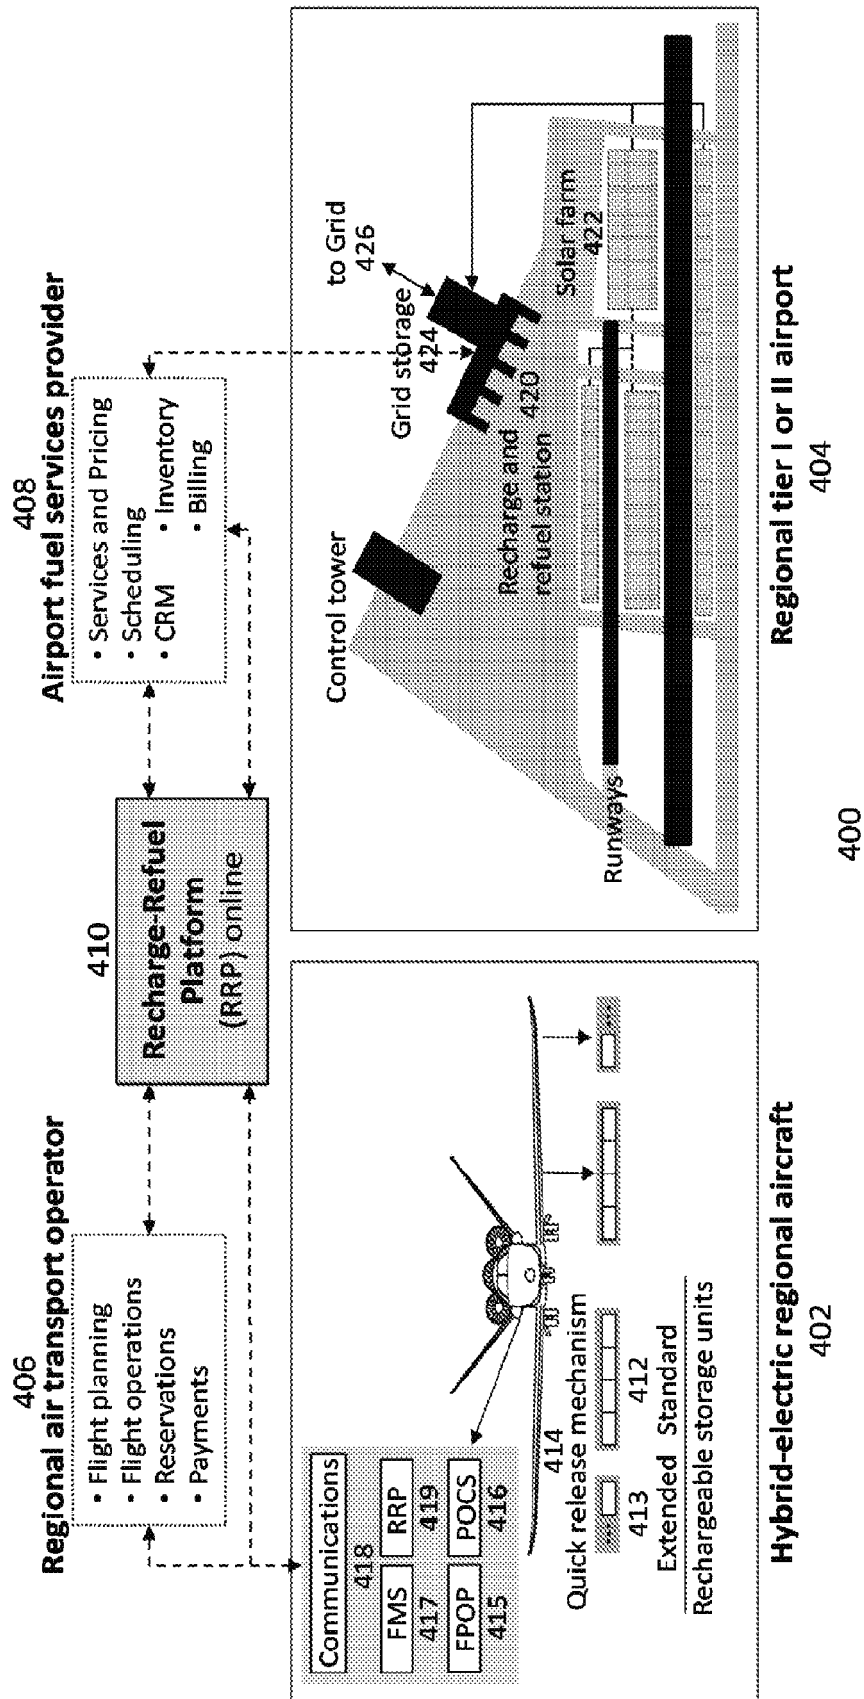 406
Regional air transport operator
• Flight planning
• Flight operations
• Reservations
• Payments
410
Recharge-Refuel
Platform
(RRP) online
408
Airport fuel services provider
• Services and Pricing
• Scheduling
• CRM
• Inventory
• Billing
Communications
418
FMS
RRP
417
419
FPOP
POCS
415
416
Quick release mechanism
414
413
412
Extended
Standard
Rechargeable storage units
Hybrid-electric regional aircraft
402
Control tower
to Grid
426
Grid storage
424
420
Recharge and
refuel station
Solar farm
422
Runways
Regional tier I or II airport
404
400